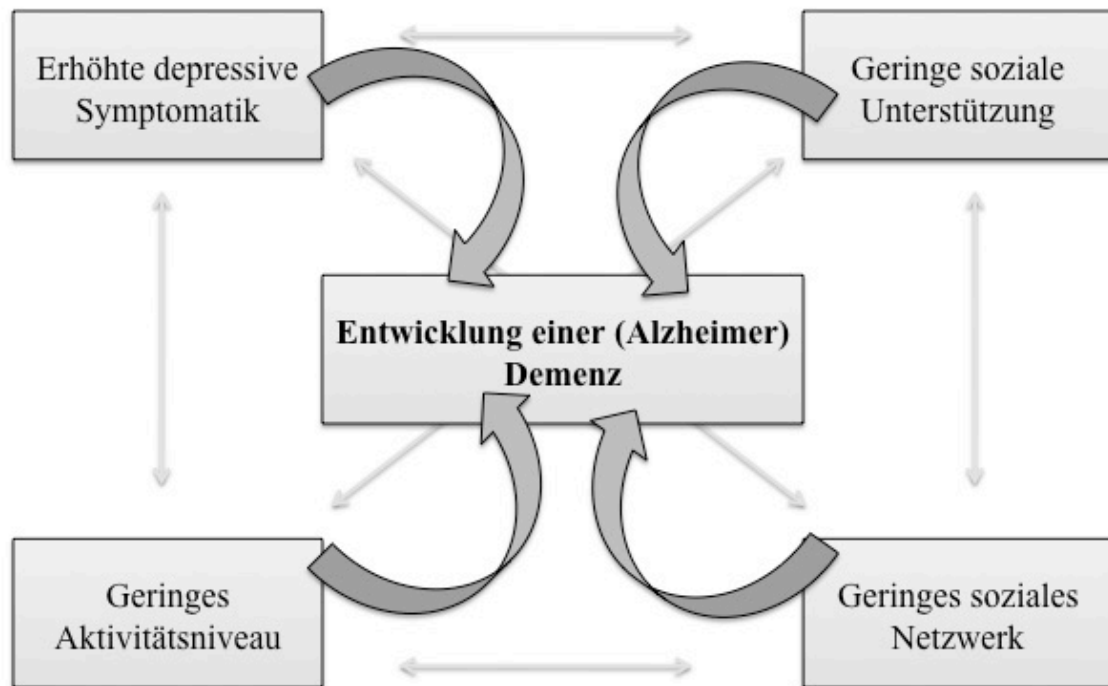 Erhöhte depressive
Symptomatik
Geringe soziale
Unterstützung
Entwicklung einer (Alzheimer)
Demenz
Geringes
Aktivitätsniveau
Geringes soziales
Netzwerk